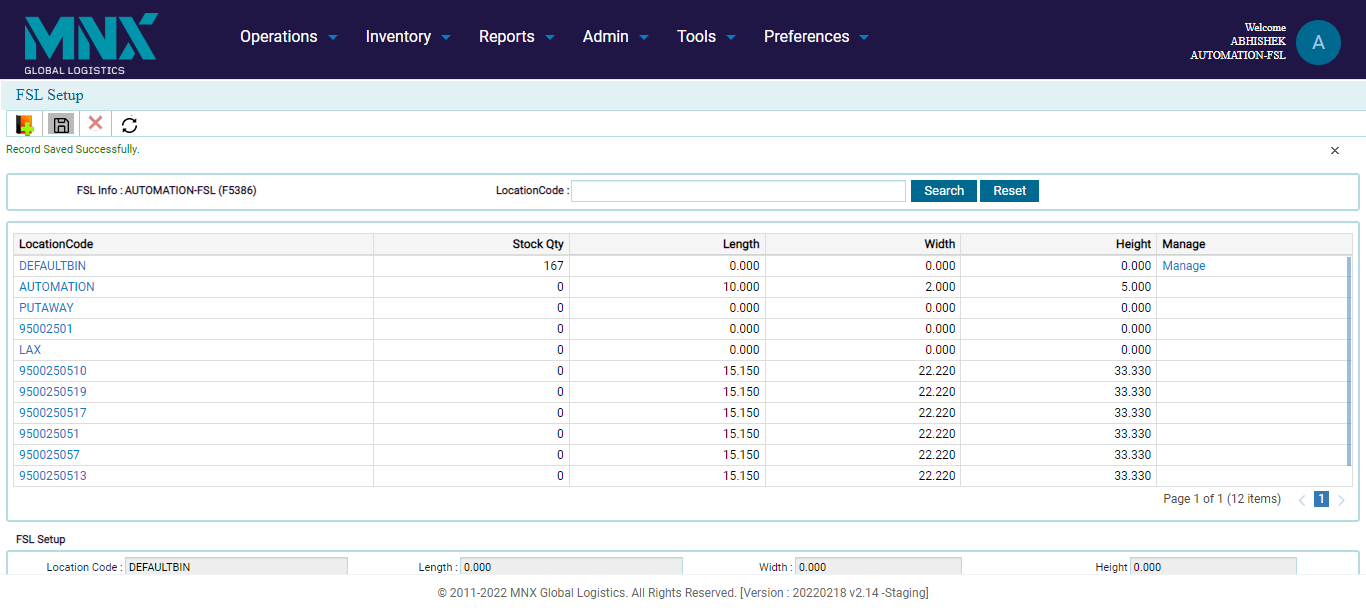 MNX
GLOBAL LOGISTICS
Operations Inventory Reports Admin Tools Preferences
Welcome
ABHISHEK
AUTOMATION-FSL
A
FSL Setup
Record Saved Successfully.
FSL Info : AUTOMATION-FSL (F5386) LocationCode : Search Reset
LocationCode Stock Qty Length Width Height Manage
DEFAULTBIN 167 0.000 0.000 0.000 Manage
AUTOMATION 0 10.000 2.000 5.000
PUTAWAY 0 0.000 0.000 0.000
95002501 0 0.000 0.000 0.000
LAX 0 0.000 0.000 0.000
9500250510 0 15.150 22.220 33.330
9500250519 0 15.150 22.220 33.330
9500250517 0 15.150 22.220 33.330
950025051 0 15.150 22.220 33.330
950025057 0 15.150 22.220 33.330
9500250513 0 15.150 22.220 33.330
Page 1 of 1 (12 items) 1
FSL Setup
Location Code : DEFAULTBIN Length : 0.000 Width : 0.000 Height 0.000
© 2011-2022 MNX Global Logistics. All Rights Reserved. [Version : 20220218 v2.14 -Staging]